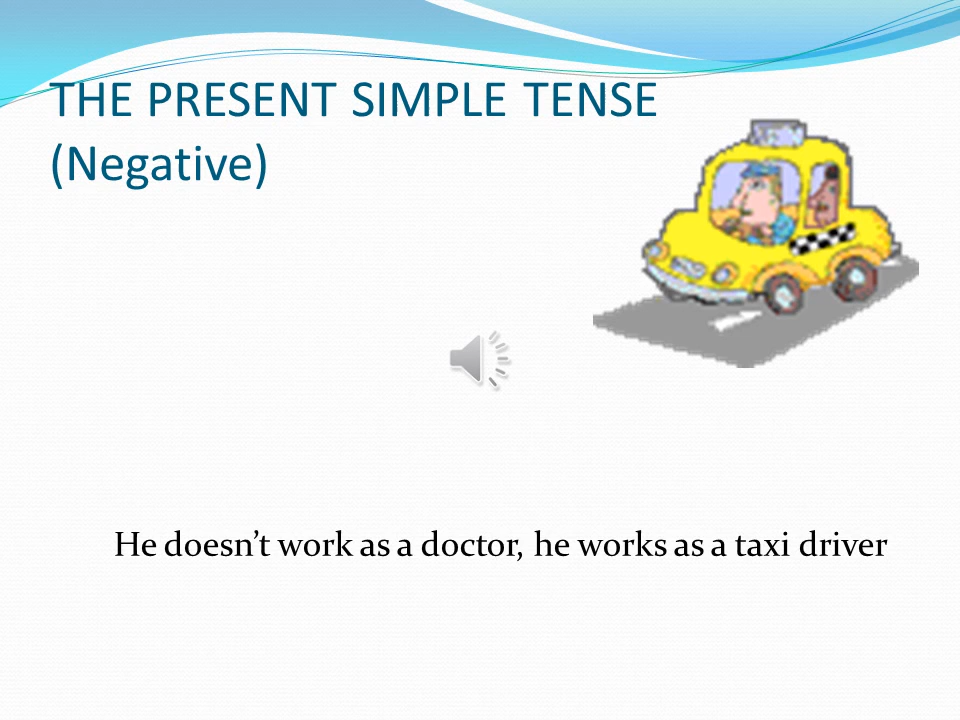 THE PRESENT SIMPLE TENSE
(Negative)
He doesn’t work as a doctor, he works as a taxi driver